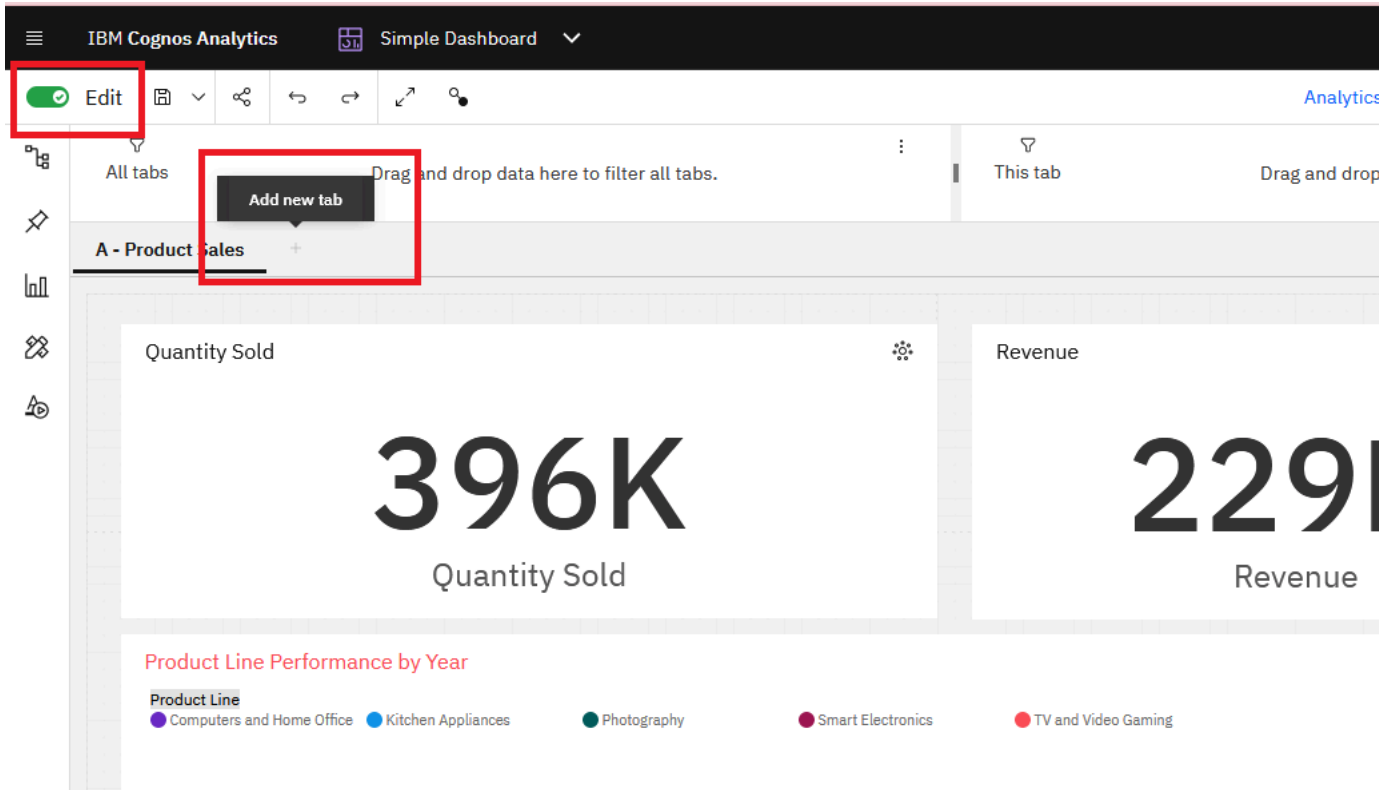 IBM Cognos Analytics Simple Dashboard
Edit Analytics
All tabs Drag and drop data here to filter all tabs. This tab Drag and drop
Add new tab
A - Product Sales +
Quantity Sold Revenue
396K 229
Quantity Sold Revenue
Product Line Performance by Year
Product Line
Computers and Home Office Kitchen Appliances Photography Smart Electronics TV and Video Gaming